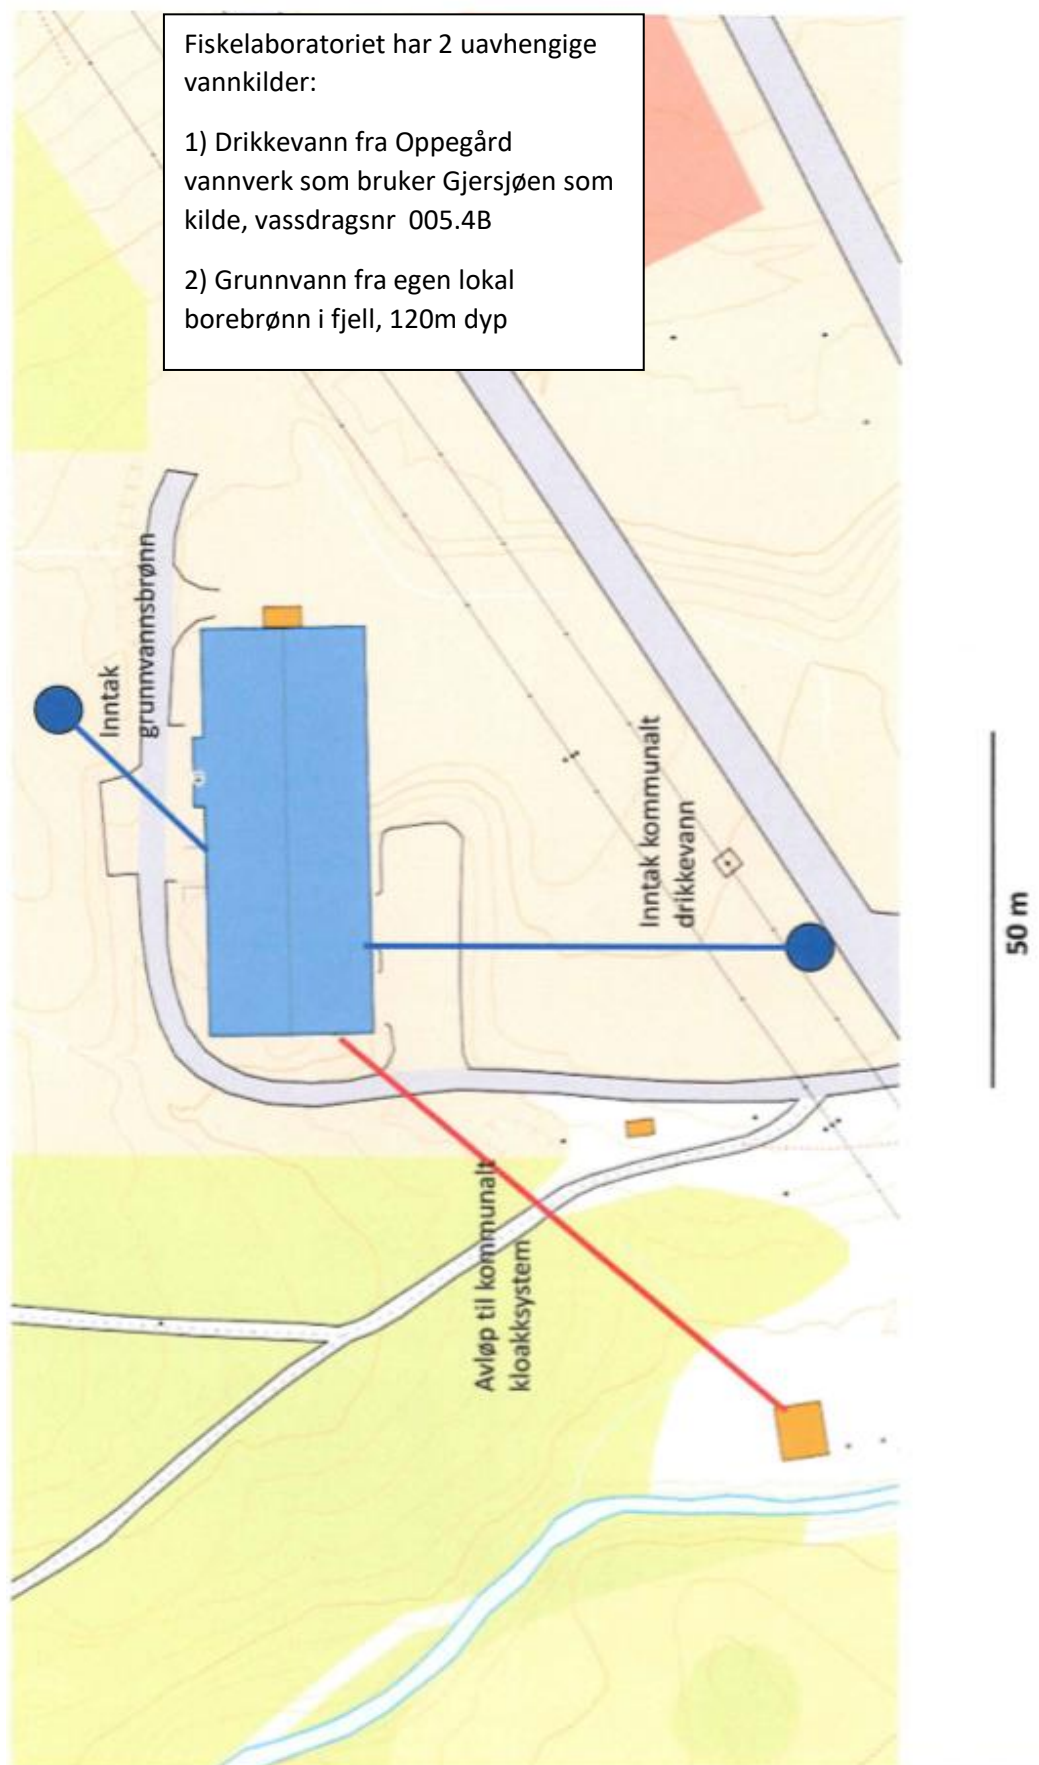 Fiskelaboratoriet har 2 uavhengige
vannkilder:
1) Drikkevann fra Oppegård
vannverk som bruker Gjersjøen som
kilde, vassdragsnr 005.4B
2) Grunnvann fra egen lokal
borebrønn i fjell, 120m dyp
Inntak
grunvannsbrønn
Inntak kommunalt
drikkevann
50 m
Avløp til kommunalt
kloakksystem